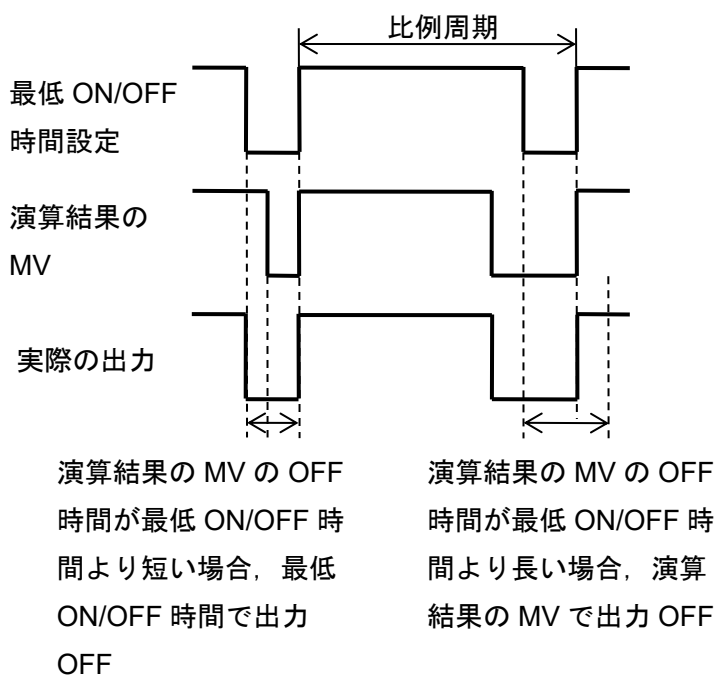 比例周期
最低 ON/OFF
時間設定
演算結果の
MV
実際の出力
演算結果の MV の OFF
時間が最低 ON/OFF 時
間より短い場合，最低
ON/OFF 時間で出力
OFF
演算結果の MV の OFF
時間が最低 ON/OFF 時
間より長い場合，演算
結果の MV で出力 OFF